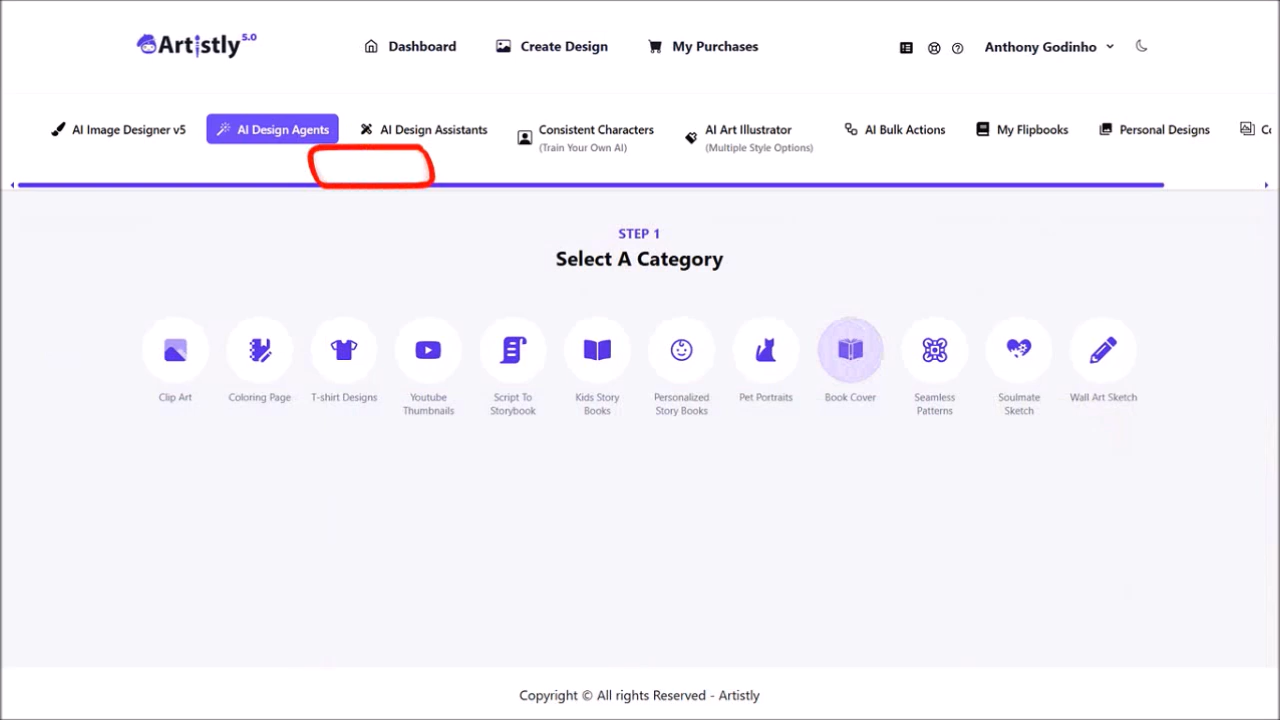 Artistly 5.0
Dashboard
Create Design
My Purchases
Anthony Godinho
AI Image Designer v5
AI Design Agents
AI Design Assistants
Consistent Characters
(Train Your Own AI)
AI Art Illustrator
(Multiple Style Options)
AI Bulk Actions
My Flipbooks
Personal Designs
STEP 1
Select A Category
Clip Art
Coloring Page
T-shirt Designs
Youtube
Thumbnails
Script To
Storybook
Kids Story
Books
Personalized
Story Books
Pet Portraits
Book Cover
Seamless
Patterns
Soulmate
Sketch
Wall Art Sketch
Copyright © All rights Reserved - Artistly